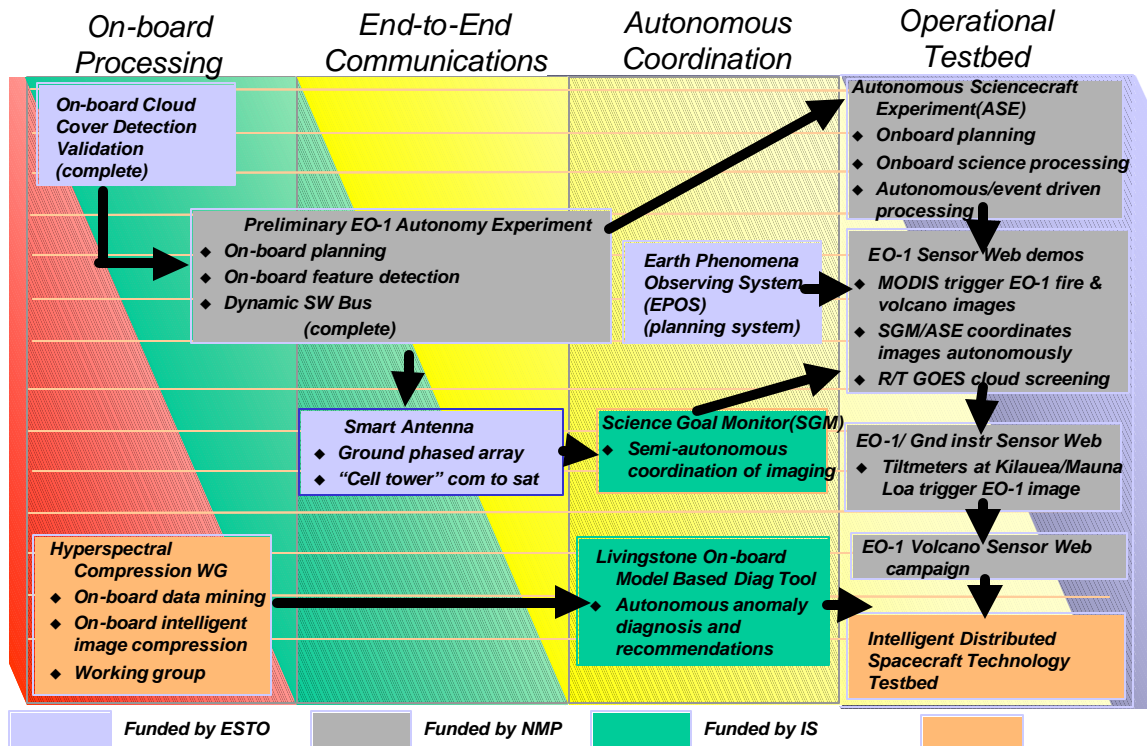 On-board
Processing
End-to-End
Communications
Autonomous
Coordination
Operational
Testbed
On-board Cloud
Cover Detection
Validation
(complete)
Preliminary EO-1 Autonomy Experiment
◆ On-board planning
◆ On-board feature detection
◆ Dynamic SW Bus
(complete)
Smart Antenna
◆ Ground phased array
◆ “Cell tower” com to sat
Hyperspectral
Compression WG
◆ On-board data mining
◆ On-board intelligent
image compression
◆ Working group
Earth Phenomena
Observing System
(EPOS)
(planning system)
Science Goal Monitor(SGM)
◆ Semi-autonomous
coordination of imaging
Livingstone On-board
Model Based Diag Tool
◆ Autonomous anomaly
diagnosis and
recommendations
Autonomous Sciencecraft
Experiment(ASE)
◆ Onboard planning
◆ Onboard science processing
◆ Autonomous/event driven
processing
EO-1 Sensor Web demos
◆ MODIS trigger EO-1 fire &
volcano images
◆ SGM/ASE coordinates
images autonomously
◆ R/T GOES cloud screening
EO-1/ Gnd instr Sensor Web
◆ Tiltmeters at Kilauea/Mauna
Loa trigger EO-1 image
EO-1 Volcano Sensor Web
campaign
Intelligent Distributed
Spacecraft Technology
Testbed
Funded by ESTO
Funded by NMP
Funded by IS